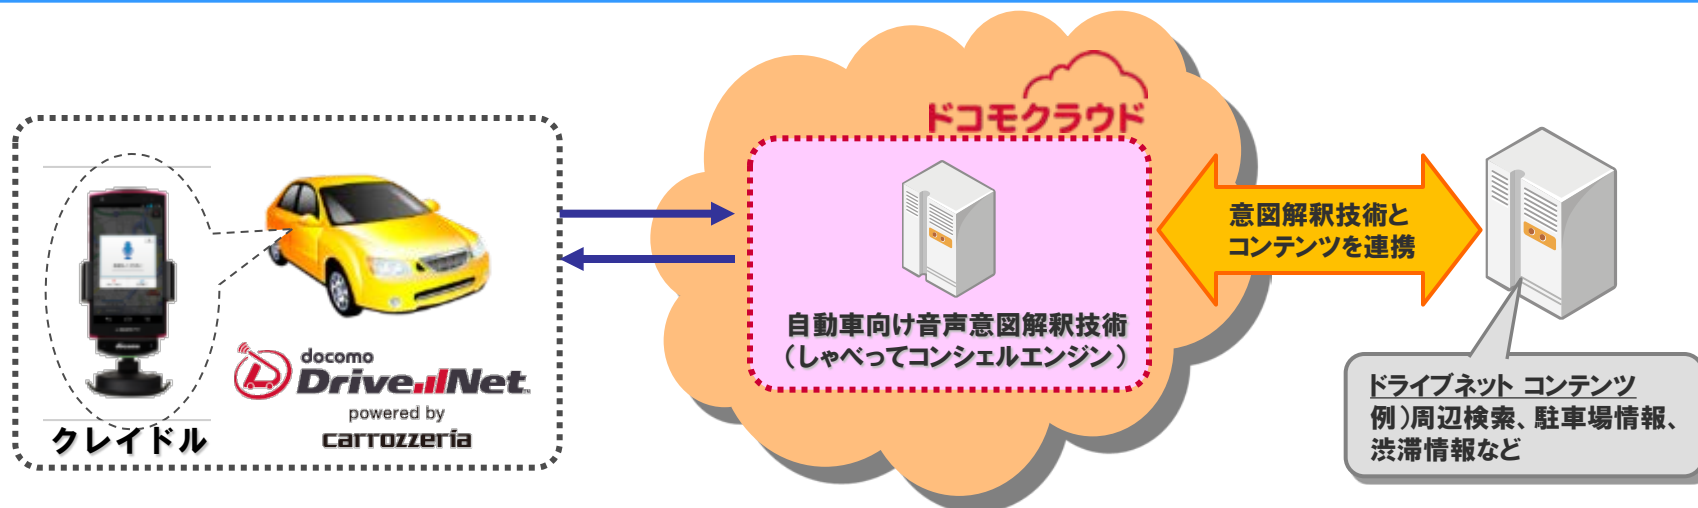 クレイドル
docomo
Drive Net
powered by
carrozzeria
ドコモクラウド
自動車向け音声意図解釈技術
（しゃべってコンシェルエンジン）
意図解釈技術と
コンテンツを連携
ドライブネット コンテンツ
例）周辺検索、駐車場情報、
渋滞情報など